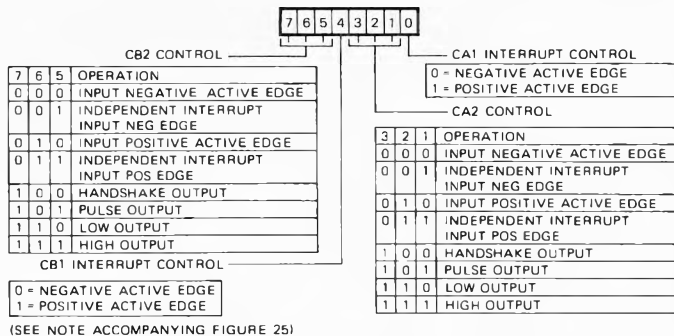 7 6 5 4 3 2 1 0
CB2 CONTROL
7 6 5 OPERATION
0 0 0 INPUT NEGATIVE ACTIVE EDGE
0 0 1 INDEPENDENT INTERRUPT
INPUT NEG EDGE
0 1 0 INPUT POSITIVE ACTIVE EDGE
0 1 1 INDEPENDENT INTERRUPT
INPUT POS EDGE
1 0 0 HANDSHAKE OUTPUT
1 0 1 PULSE OUTPUT
1 1 0 LOW OUTPUT
1 1 1 HIGH OUTPUT
CB1 INTERRUPT CONTROL
0 = NEGATIVE ACTIVE EDGE
1 = POSITIVE ACTIVE EDGE
(SEE NOTE ACCOMPANYING FIGURE 25)
CA1 INTERRUPT CONTROL
0 = NEGATIVE ACTIVE EDGE
1 = POSITIVE ACTIVE EDGE
CA2 CONTROL
3 2 1 OPERATION
0 0 0 INPUT NEGATIVE ACTIVE EDGE
0 0 1 INDEPENDENT INTERRUPT
INPUT NEG EDGE
0 1 0 INPUT POSITIVE ACTIVE EDGE
0 1 1 INDEPENDENT INTERRUPT
INPUT POS EDGE
1 0 0 HANDSHAKE OUTPUT
1 0 1 PULSE OUTPUT
1 1 0 LOW OUTPUT
1 1 1 HIGH OUTPUT